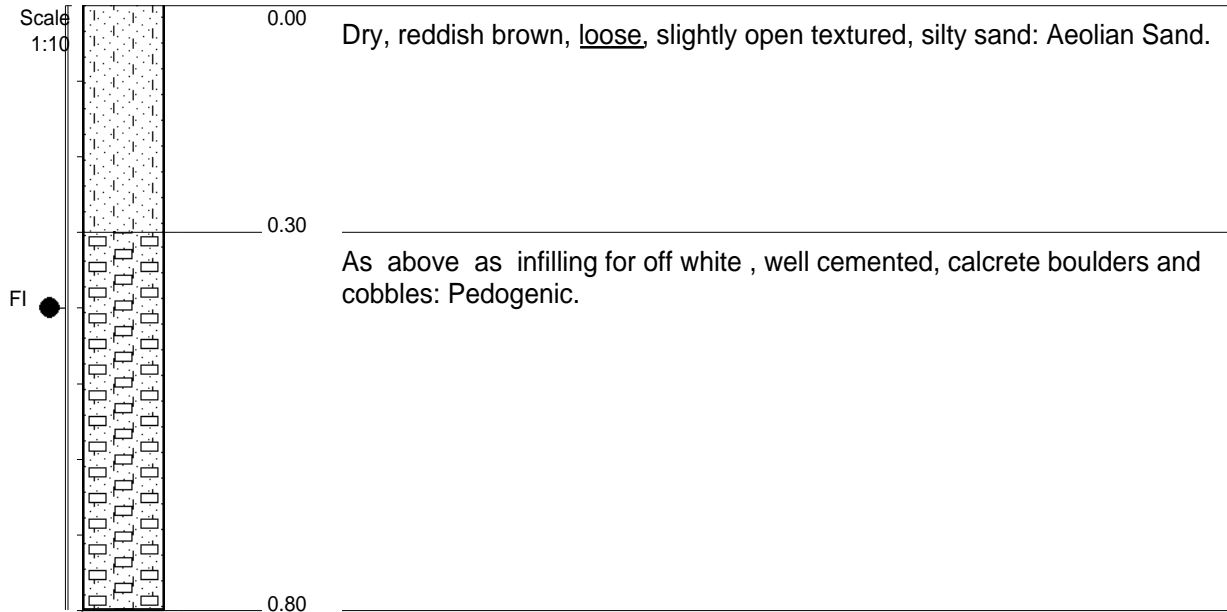 Scale
1:10
0.00
Dry, reddish brown, loose, slightly open textured, silty sand: Aeolian Sand.
0.30
As above as infilling for off white , well cemented, calcrete boulders and
cobbles: Pedogenic.
FI
0.80